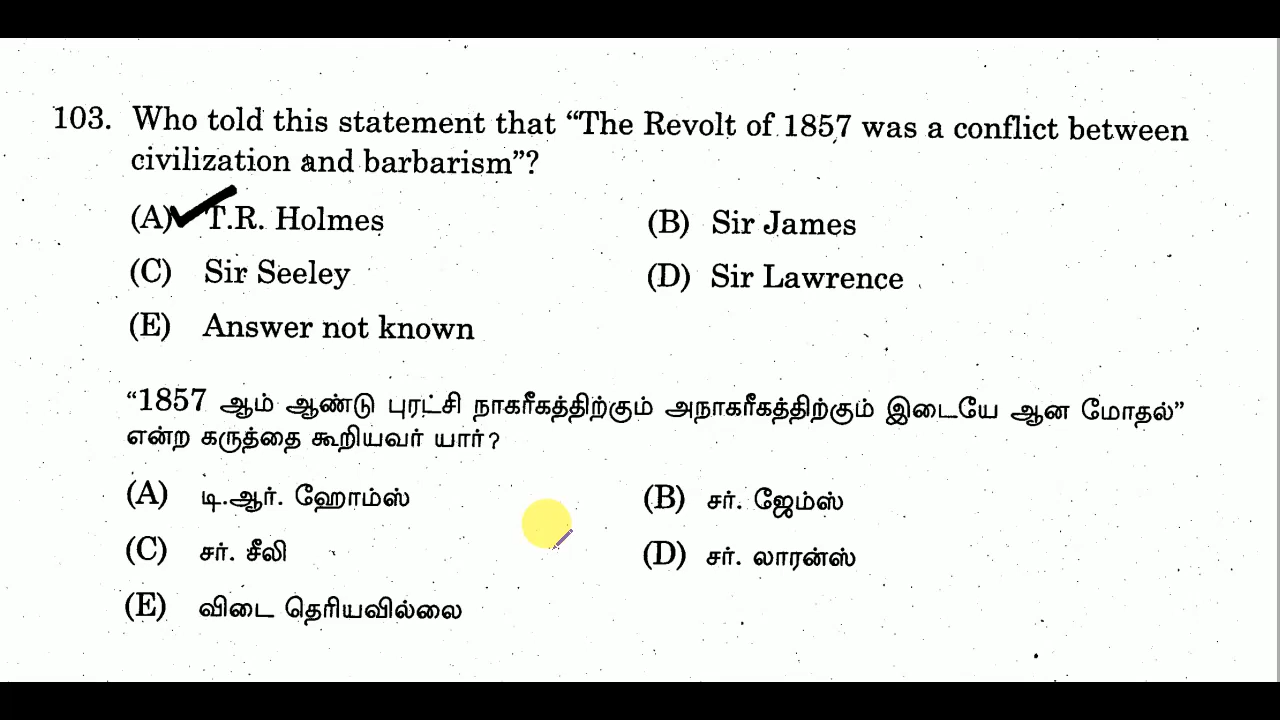 103. Who told this statement that “The Revolt of 1857 was a conflict between
civilization and barbarism”?
(A) T.R. Holmes (B) Sir James
(C) Sir Seeley (D) Sir Lawrence
(E) Answer not known
“1857 ஆம் ஆண்டு புரட்சி நாகரீகத்திற்கும் அநாகரீகத்திற்கும் இடையே ஆன மோதல்”
என்ற கருத்தை கூறியவர் யார்?
(A) டி.ஆர். ஹோம்ஸ் (B) சர். ஜேம்ஸ்
(C) சர். சீலி (D) சர். லாரன்ஸ்
(E) விடை தெரியவில்லை